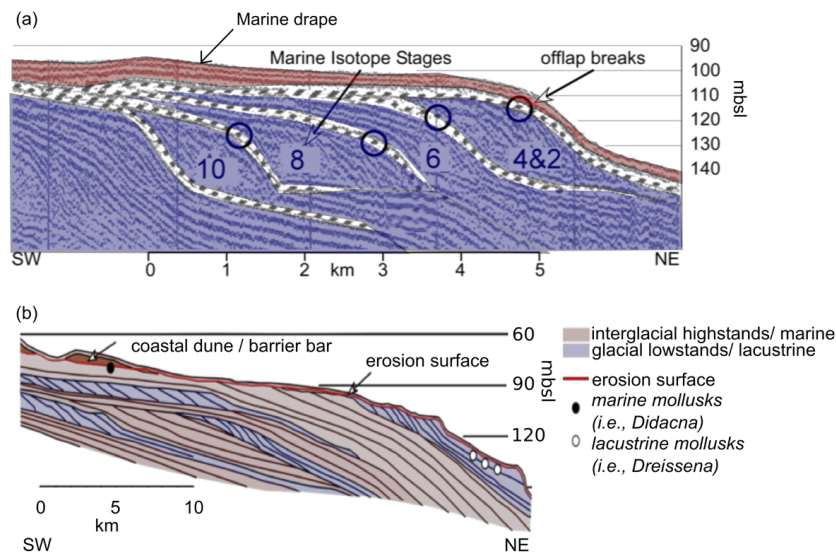 (a)
Marine drape
Marine Isotope Stages
offlap breaks
90
100
110
120
130
140
mbsl
10
8
6
4&2
SW
NE
0
1
2
km
3
4
5
(b)
coastal dune / barrier bar
erosion surface
60
90
120
mbsl
0
5
10
km
SW
NE
interglacial highstands/ marine
glacial lowstands/ lacustrine
erosion surface
marine mollusks
(i.e., Didacna)
lacustrine mollusks
(i.e., Dreissena)